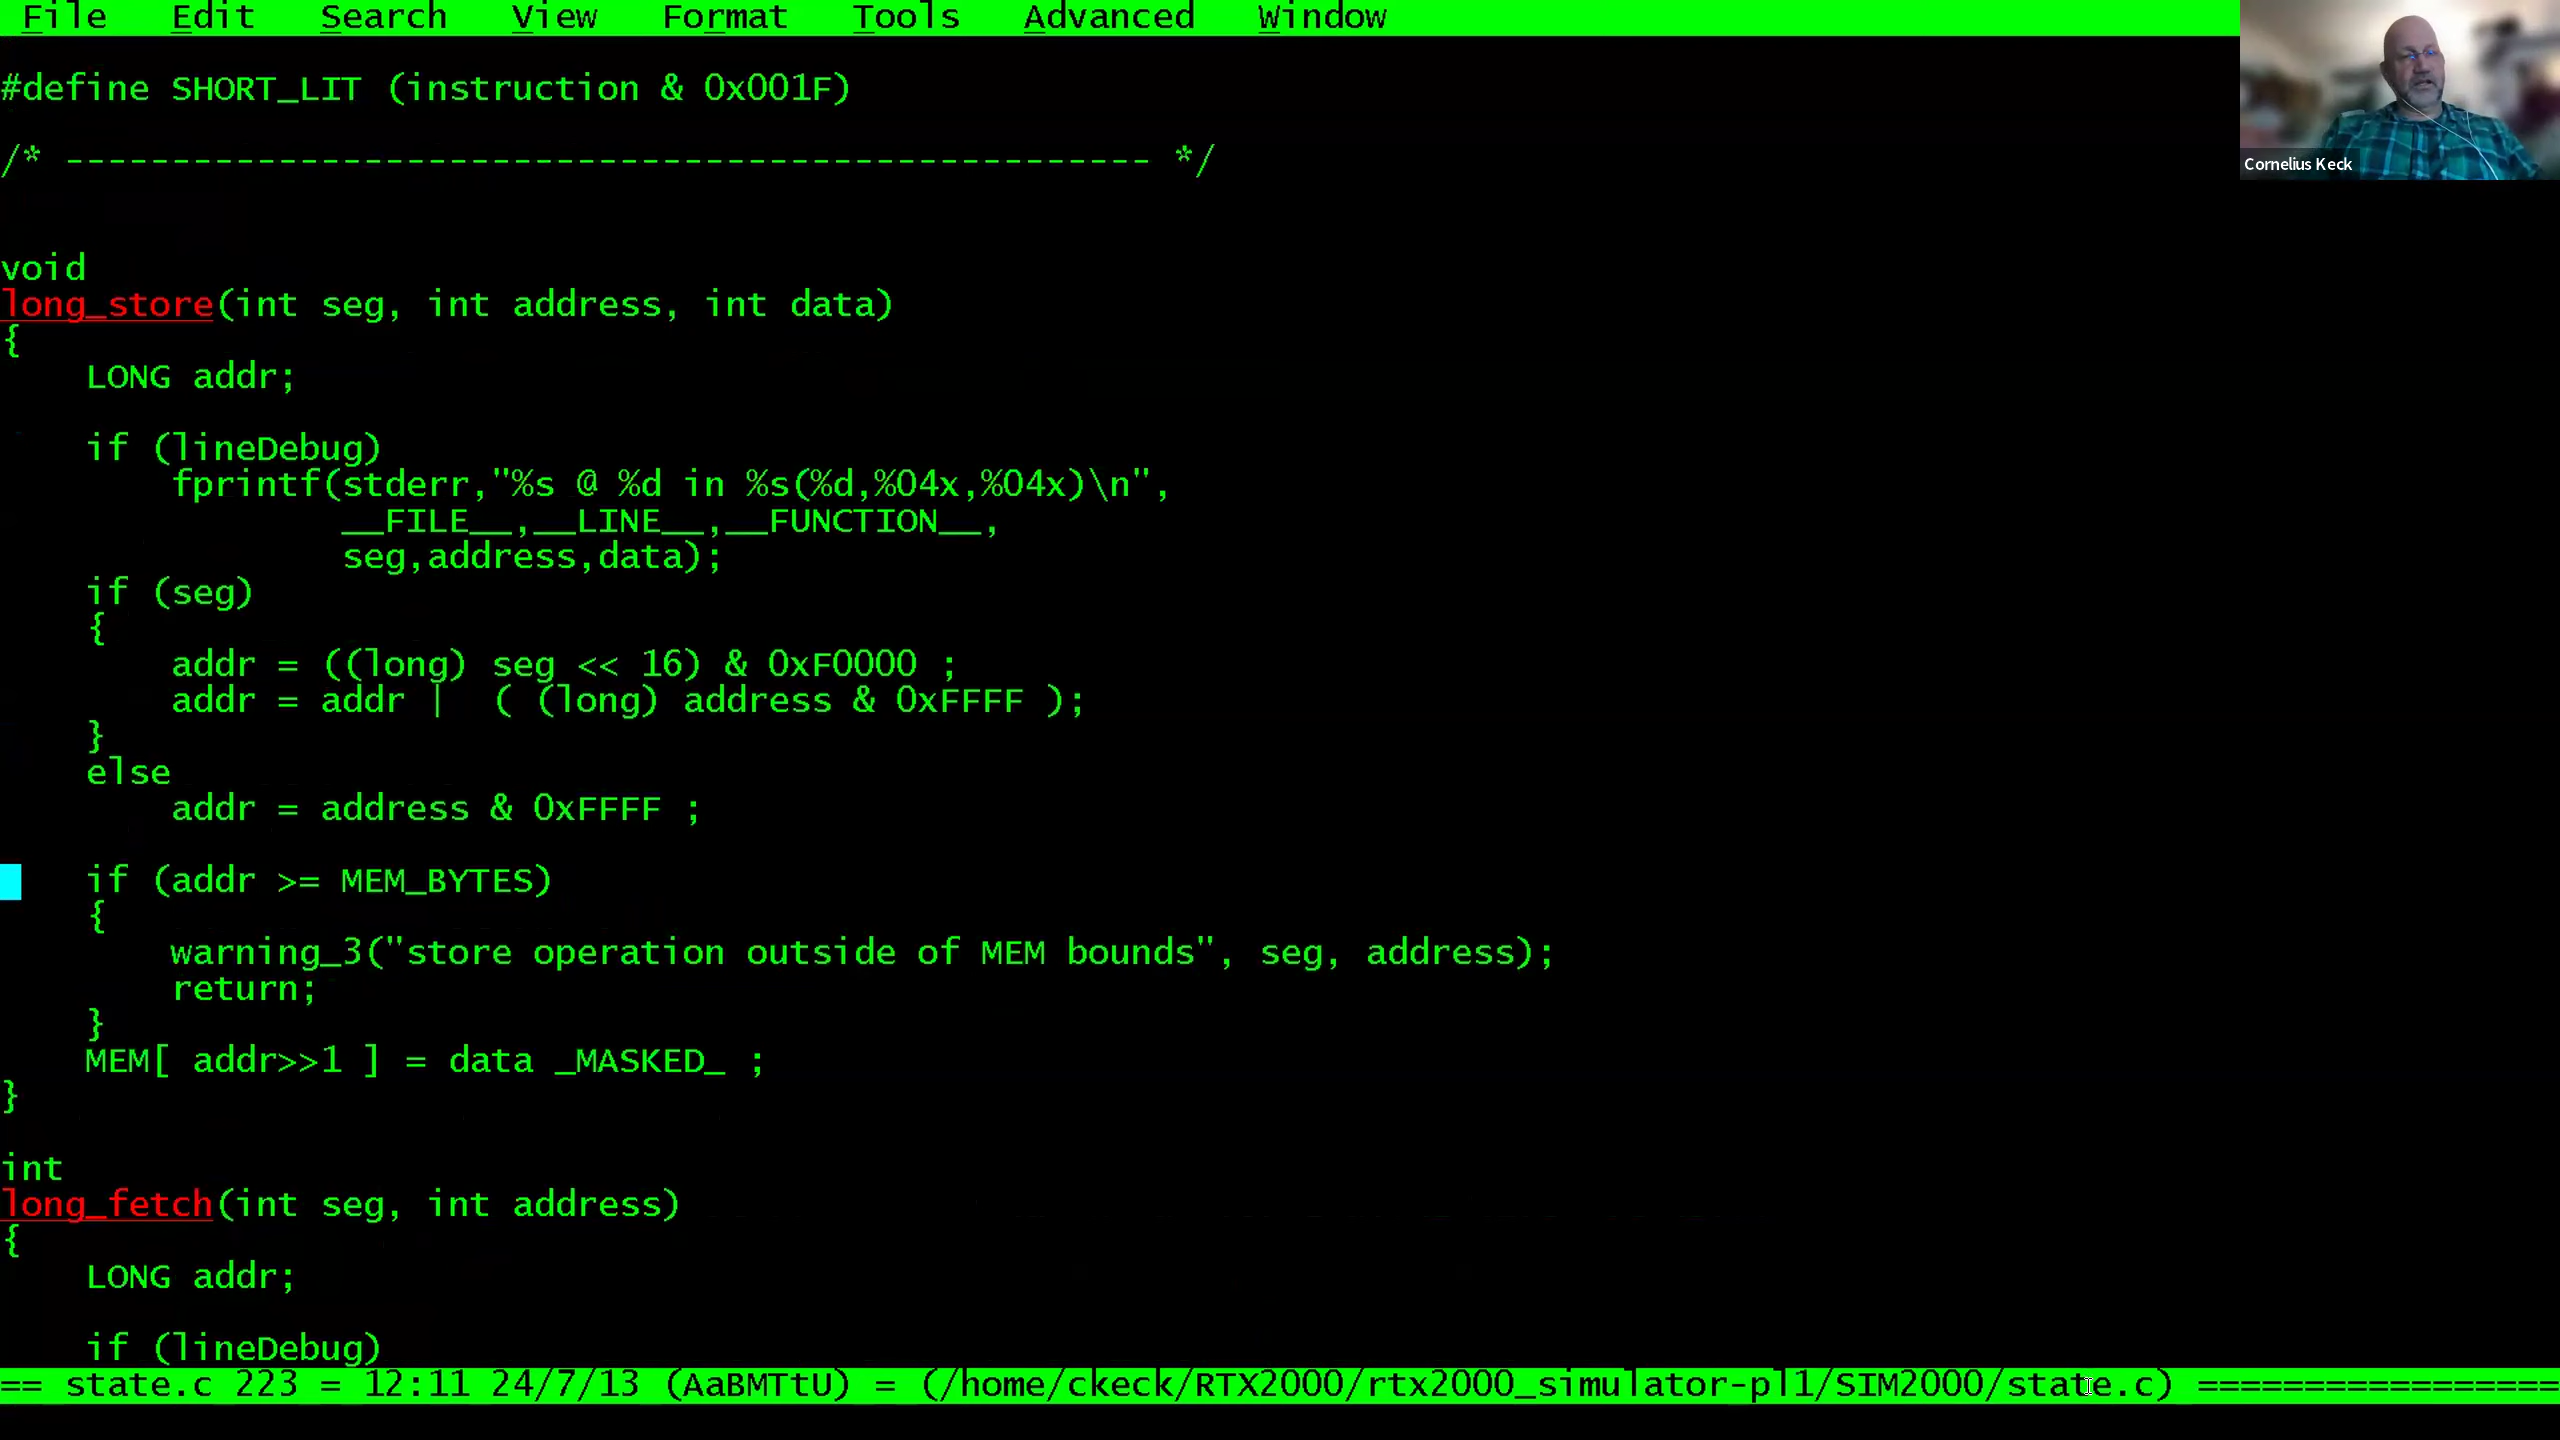 File Edit Search View Format Tools Advanced Window
#define SHORT_LIT (instruction & 0x001F)
/* --------------------------------------------------- */
Cornelius Keck
void
long_store(int seg, int address, int data)
{
    LONG addr;
    if (lineDebug)
        fprintf(stderr,"%s @ %d in %s(%d,%04x,%04x)\n",
                __FILE__,__LINE__,__FUNCTION__,
                seg,address,data);
    if (seg)
    {
        addr = ((long) seg << 16) & 0xF0000 ;
        addr = addr |  ( (long) address & 0xFFFF );
    }
    else
        addr = address & 0xFFFF ;
    if (addr >= MEM_BYTES)
    {
        warning_3("store operation outside of MEM bounds", seg, address);
        return;
    }
    MEM[ addr>>1 ] = data _MASKED_ ;
}
int
long_fetch(int seg, int address)
{
    LONG addr;
    if (lineDebug)
== state.c 223 = 12:11 24/7/13 (AaBMTtU) = (/home/ckeck/RTX2000/rtx2000_simulator-pl1/SIM2000/state.c) =================